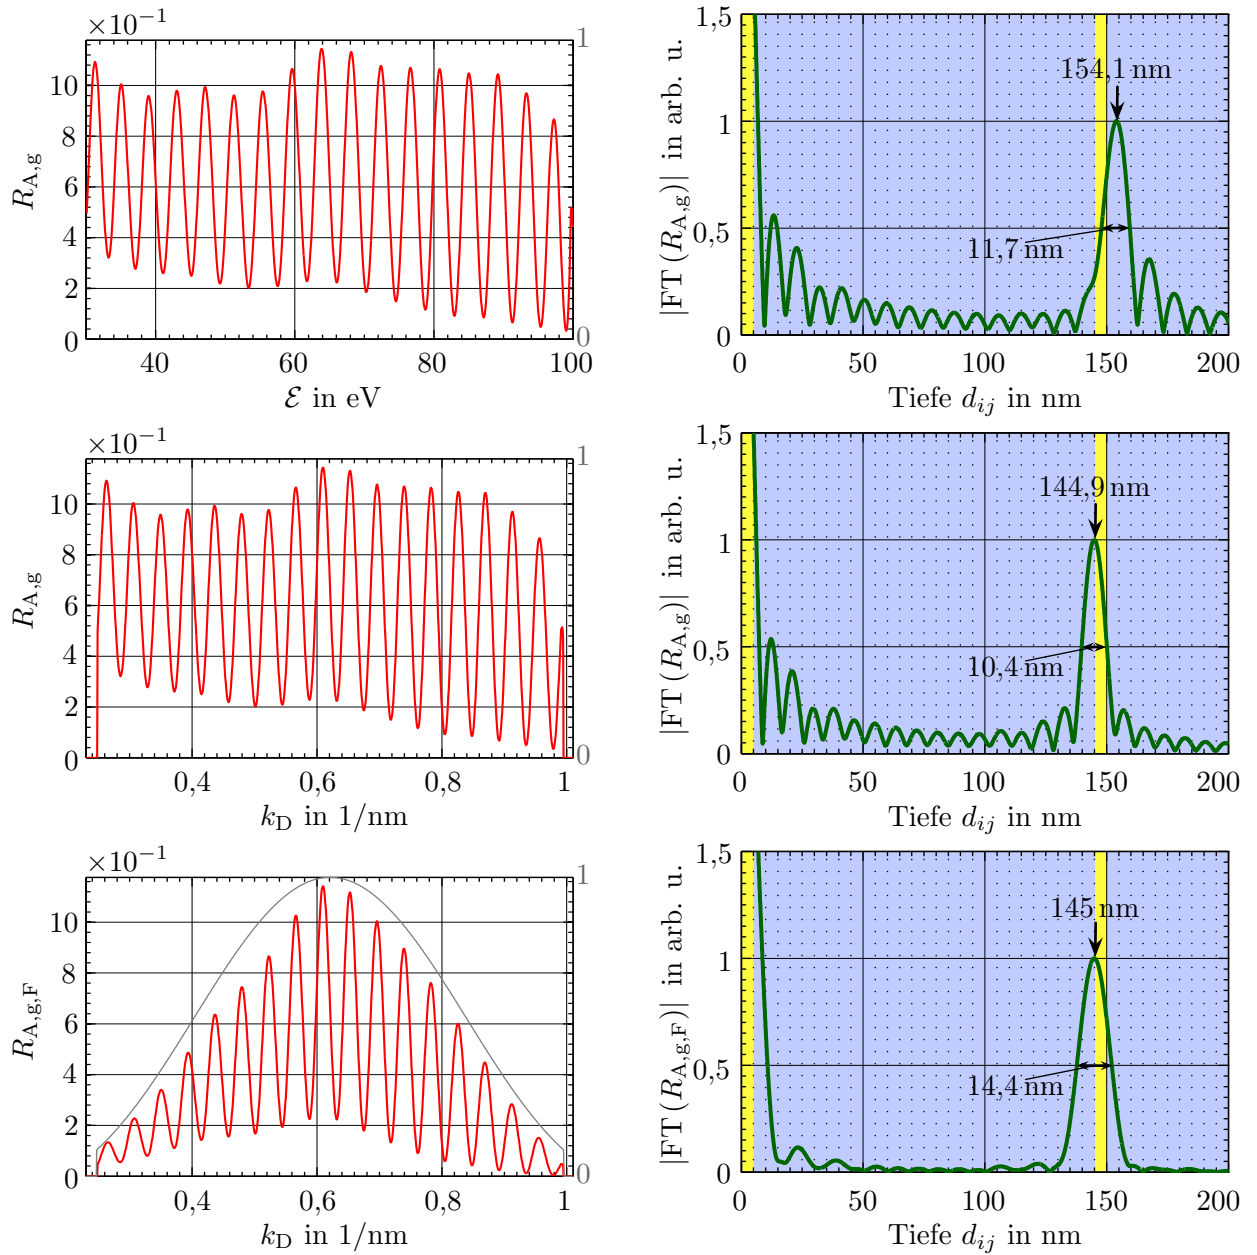 ×10⁻¹
1
10
8
6
4
2
0
0
R_A,g
40 60 80 100
ℰ in eV
1,5
1
0,5
0
|FT (R_A,g)| in arb. u.
154,1 nm
11,7 nm
0 50 100 150 200
Tiefe d_ij in nm
×10⁻¹
1
10
8
6
4
2
0
0
R_A,g
0,4 0,6 0,8 1
k_D in 1/nm
1,5
1
0,5
0
|FT (R_A,g)| in arb. u.
144,9 nm
10,4 nm
0 50 100 150 200
Tiefe d_ij in nm
×10⁻¹
1
10
8
6
4
2
0
0
R_A,g,F
0,4 0,6 0,8 1
k_D in 1/nm
1,5
1
0,5
0
|FT (R_A,g,F)| in arb. u.
145 nm
14,4 nm
0 50 100 150 200
Tiefe d_ij in nm